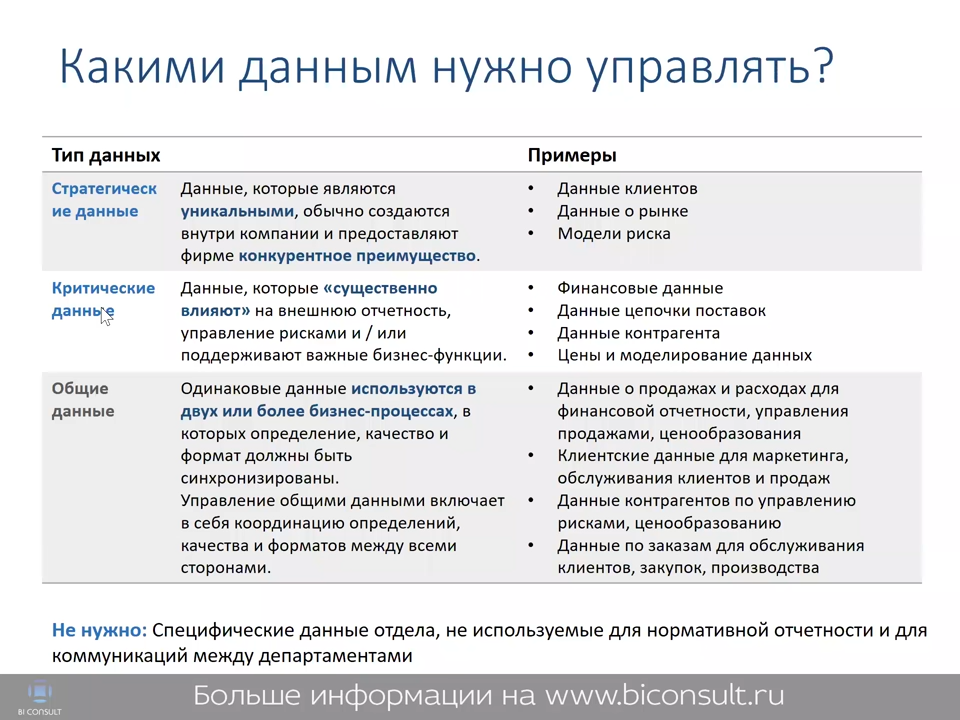 Какими данным нужно управлять?
Тип данных
Примеры
Стратегическ
ие данные
Данные, которые являются
уникальными, обычно создаются
внутри компании и предоставляют
фирме конкурентное преимущество.
• Данные клиентов
• Данные о рынке
• Модели риска
Критические
данные
Данные, которые «существенно
влияют» на внешнюю отчетность,
управление рисками и / или
поддерживают важные бизнес-функции.
• Финансовые данные
• Данные цепочки поставок
• Данные контрагента
• Цены и моделирование данных
Общие
данные
Одинаковые данные используются в
двух или более бизнес-процессах, в
которых определение, качество и
формат должны быть
синхронизированы.
Управление общими данными включает
в себя координацию определений,
качества и форматов между всеми
сторонами.
• Данные о продажах и расходах для
финансовой отчетности, управления
продажами, ценообразования
• Клиентские данные для маркетинга,
обслуживания клиентов и продаж
• Данные контрагентов по управлению
рисками, ценообразованию
• Данные по заказам для обслуживания
клиентов, закупок, производства
Не нужно: Специфические данные отдела, не используемые для нормативной отчетности и для
коммуникаций между департаментами
BI CONSULT
Больше информации на www.biconsult.ru